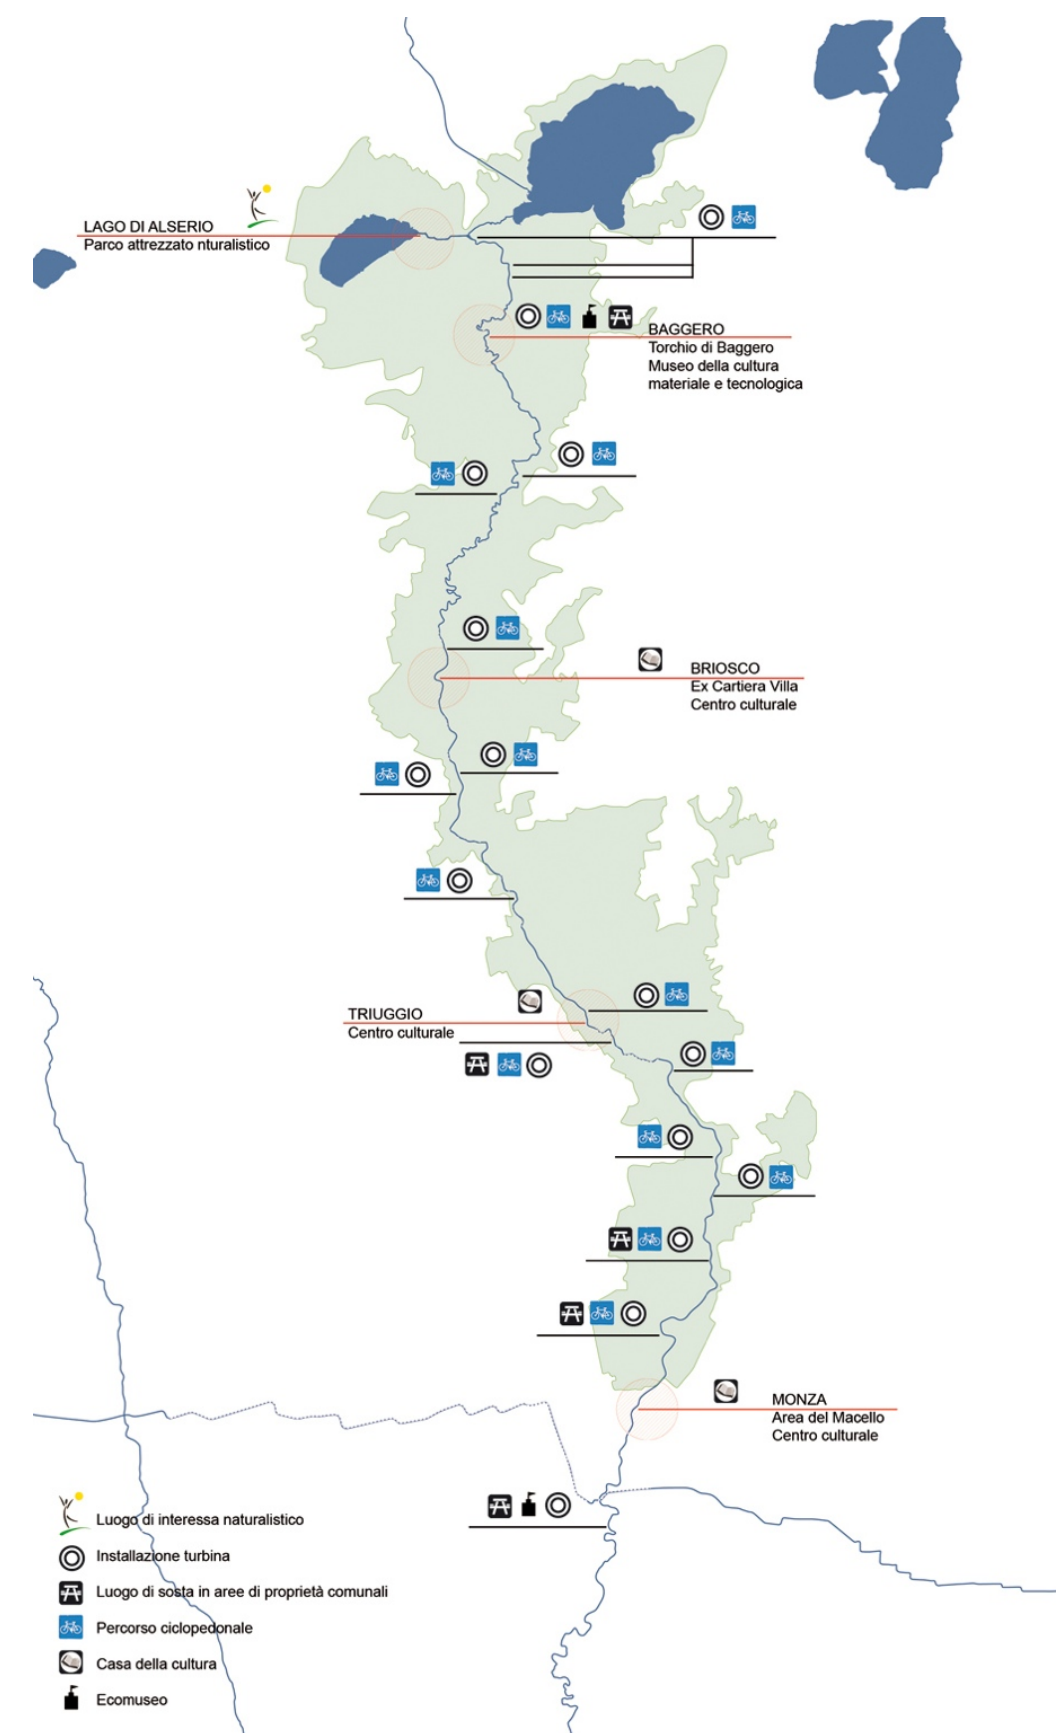 LAGO DI ALSERIO
Parco attrezzato nturalistico
BAGGERO
Torchio di Baggero
Museo della cultura
materiale e tecnologica
BRIOSCO
Ex Cartiera Villa
Centro culturale
TRIUGGIO
Centro culturale
MONZA
Area del Macello
Centro culturale
Luogo di interessa naturalistico
Installazione turbina
Luogo di sosta in aree di proprietà comunali
Percorso ciclopedonale
Casa della cultura
Ecomuseo